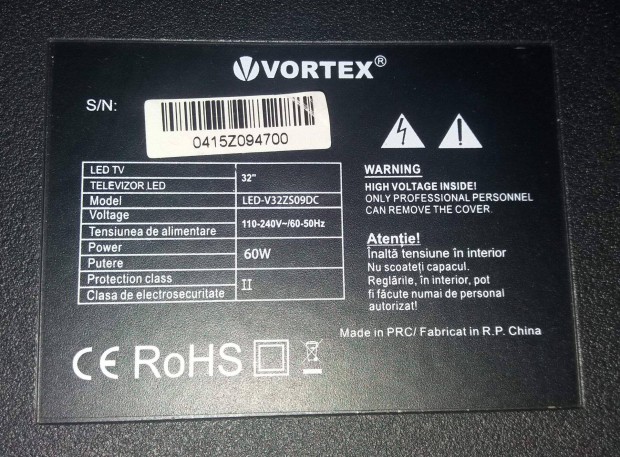 VORTEX®
S/N:
0415Z094700
LED TV
TELEVIZOR LED
32"
Model
LED-V32ZS09DC
Voltage
Tensiunea de alimentare
110-240V~/60-50Hz
Power
Putere
60W
Protection class
Clasa de electrosecuritate
II
WARNING
HIGH VOLTAGE INSIDE!
ONLY PROFESSIONAL PERSONNEL
CAN REMOVE THE COVER.
Atenţie!
Înaltă tensiune în interior
Nu scoateţi capacul.
Reglările, în interior, pot
fi făcute numai de personal
autorizat!
Made in PRC/ Fabricat in R.P. China
CE RoHS